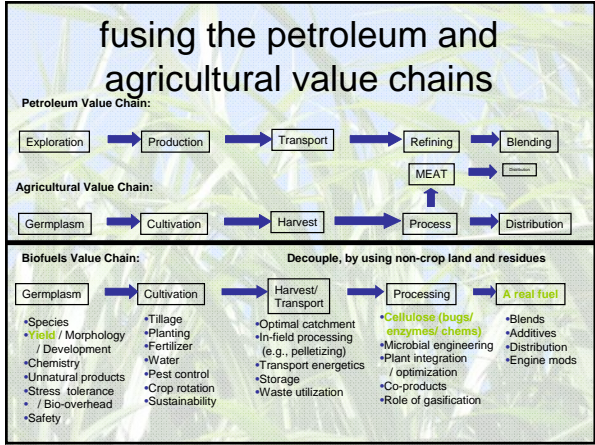 fusing the petroleum and
agricultural value chains
Petroleum Value Chain:
Exploration
Production
Transport
Refining
Blending
MEAT
Distribution
Agricultural Value Chain:
Germplasm
Cultivation
Harvest
Process
Distribution
Biofuels Value Chain:
Decouple, by using non-crop land and residues
Germplasm
Cultivation
Harvest/
Transport
Processing
A real fuel
•Species
•Yield / Morphology
/ Development
•Chemistry
•Unnatural products
•Stress tolerance
• / Bio-overhead
•Safety
•Tillage
•Planting
•Fertilizer
•Water
•Pest control
•Crop rotation
•Sustainability
•Optimal catchment
•In-field processing
(e.g., pelletizing)
•Transport energetics
•Storage
•Waste utilization
•Cellulose (bugs/
enzymes/ chems)
•Microbial engineering
•Plant integration
/ optimization
•Co-products
•Role of gasification
•Blends
•Additives
•Distribution
•Engine mods